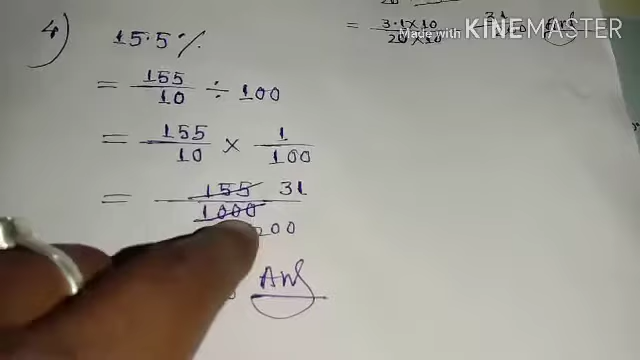 = 3.1×10 / 20×10
Made with KINEMASTER
Ans
4) 15.5%
= 155/10 ÷ 100
= 155/10 × 1/100
= 155/1000 31
200
Ans